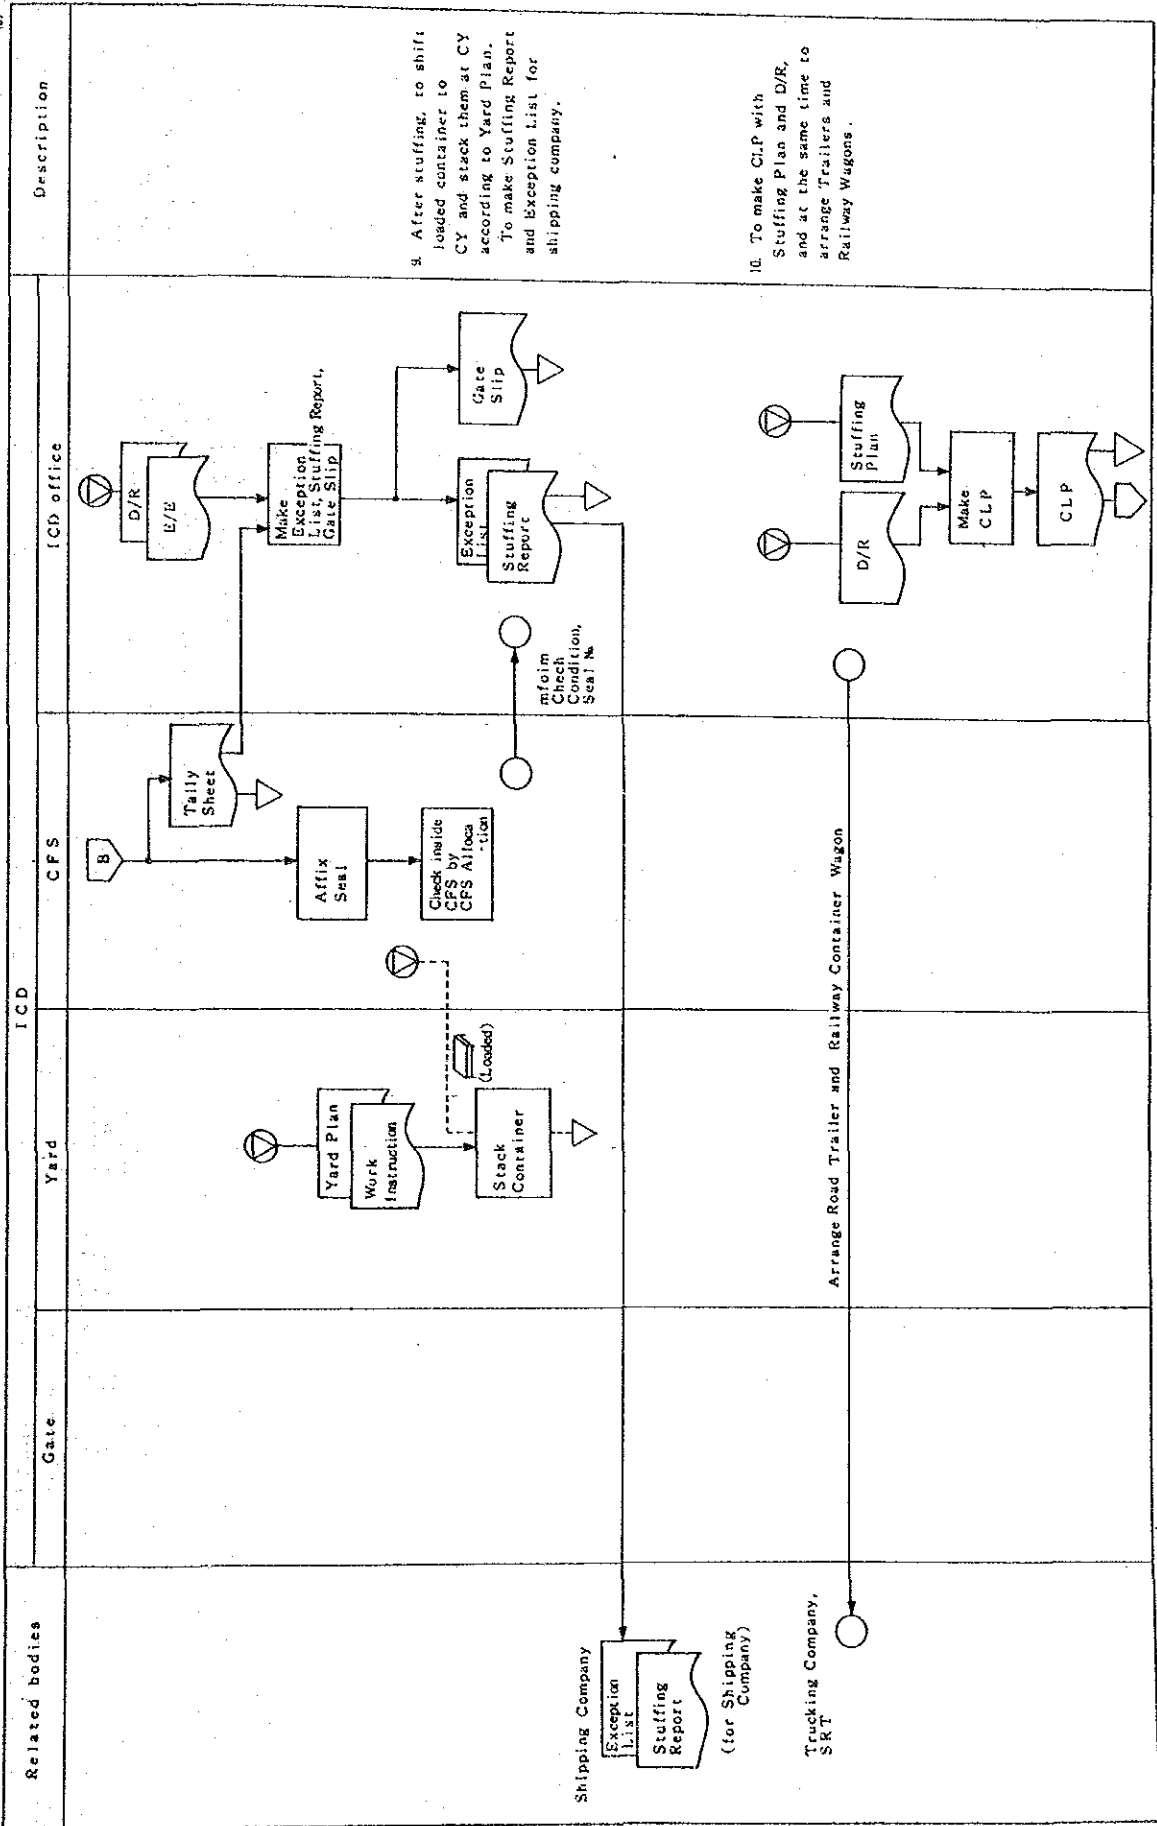 Related bodies
ICD
Gate
Yard
CFS
ICD office
Description
B
Tally
Sheet
Affix
Seal
Check inside
CFS by
CFS Alloca
-tion
D/R
E/E
Make
Exception
List, Stuffing Report,
Gate Slip
Gate
Slip
Exception
List
Stuffing
Report
mfoim
Chech
Condition,
Seal №
Yard Plan
Work
Instruction
(Loaded)
Stack
Container
Shipping Company
Exception
List
Stuffing
Report
(for Shipping
Company)
9. After stuffing, to shift
loaded container to
CY and stack them at CY
according to Yard Plan.
To make Stuffing Report
and Exception List for
shipping company.
Trucking Company,
SRT
Arrange Road Trailer and Railway Container Wagon
D/R
Stuffing
Plan
Make
CLP
CLP
10. To make CLP with
Stuffing Plan and D/R,
and at the same time to
arrange Trailers and
Railway Wagons.